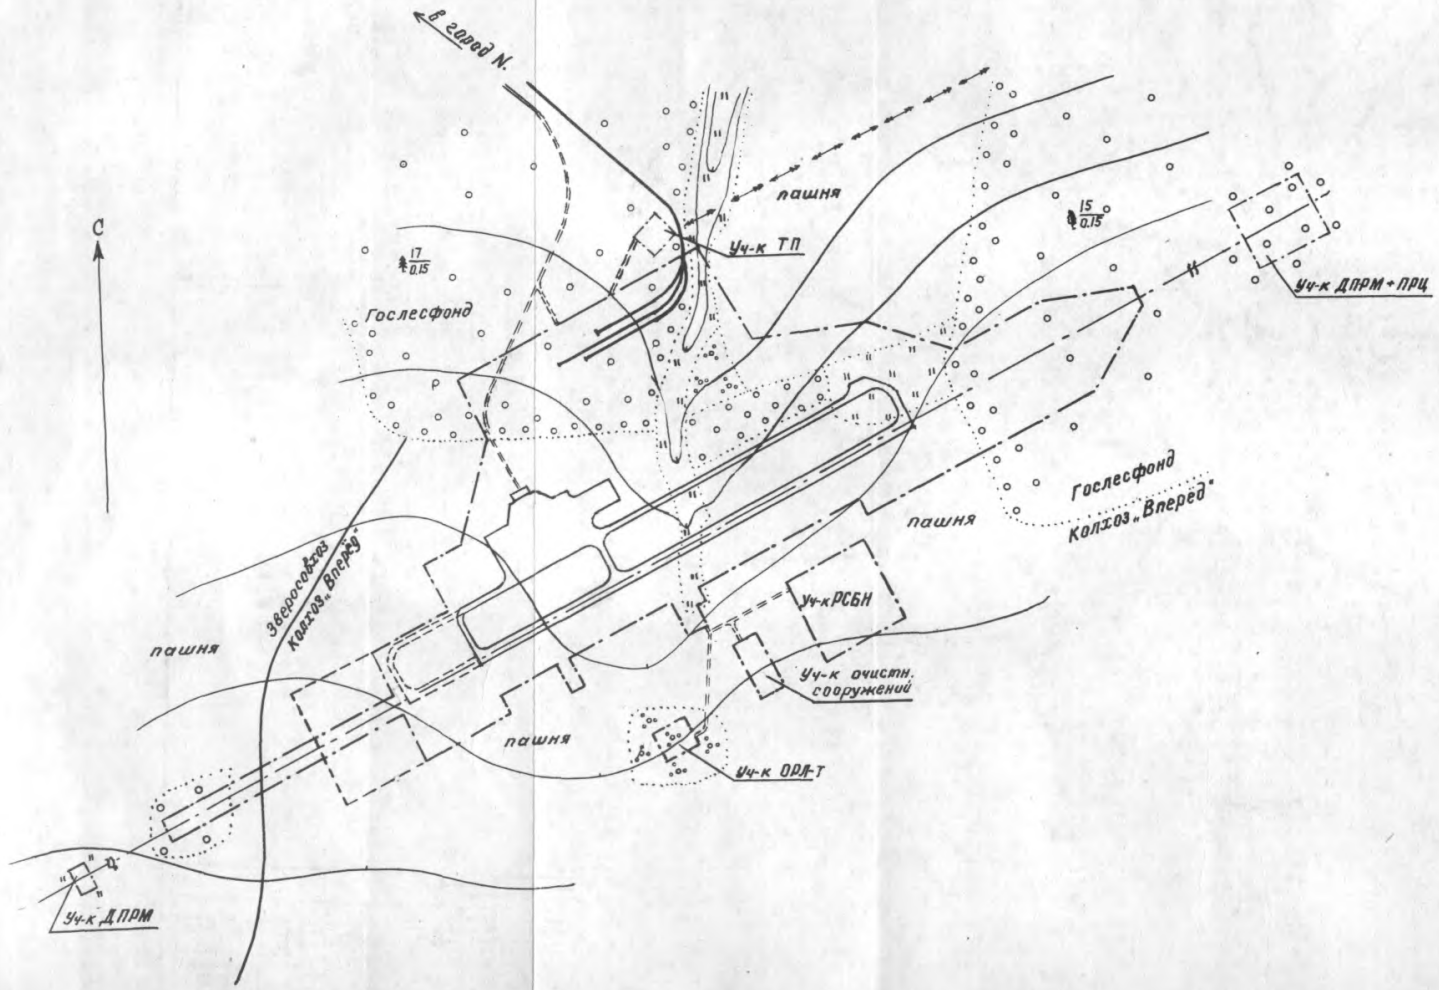 в город N.
С
пашня
Уч-к ТП
17
0,15
15
0,15
Гослесфонд
Уч-к ДПРМ+ПРЦ
Гослесфонд
Колхоз „Вперёд"
пашня
Зверосовхоз
Колхоз „Вперёд"
пашня
Уч-к РСБН
Уч-к очистн.
сооружений
пашня
Уч-к ОРЛ-Т
Уч-к ДПРМ